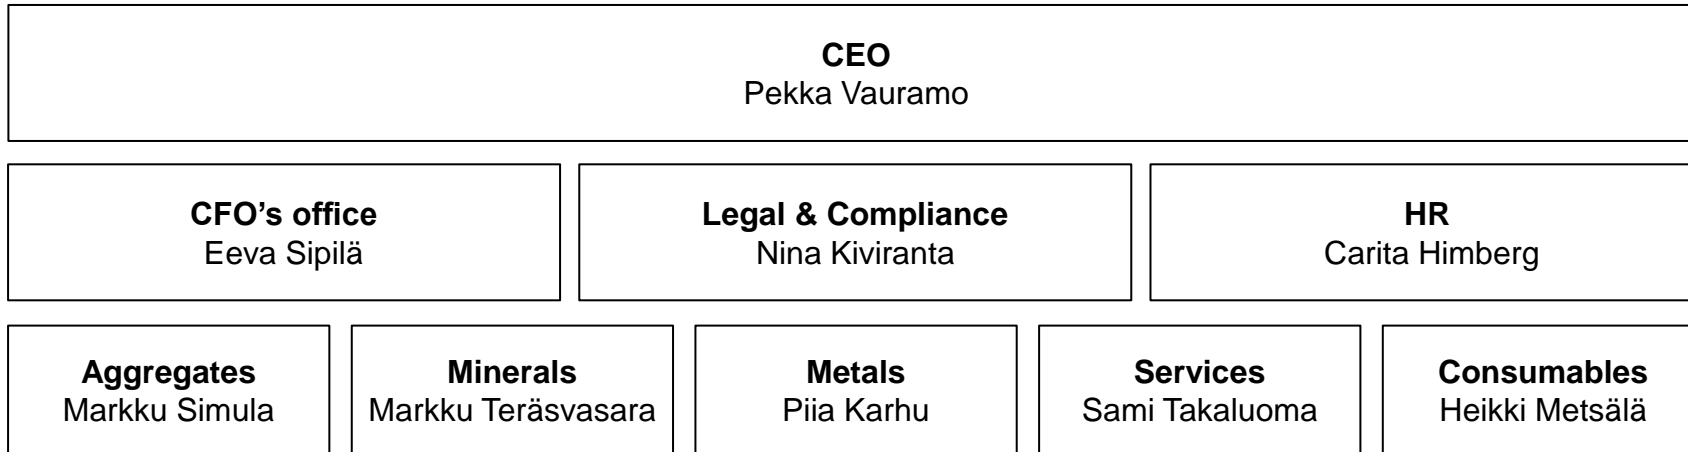 CEO
Pekka Vauramo
CFO’s office
Eeva Sipilä
Legal & Compliance
Nina Kiviranta
HR
Carita Himberg
Aggregates
Markku Simula
Minerals
Markku Teräsvasara
Metals
Piia Karhu
Services
Sami Takaluoma
Consumables
Heikki Metsälä